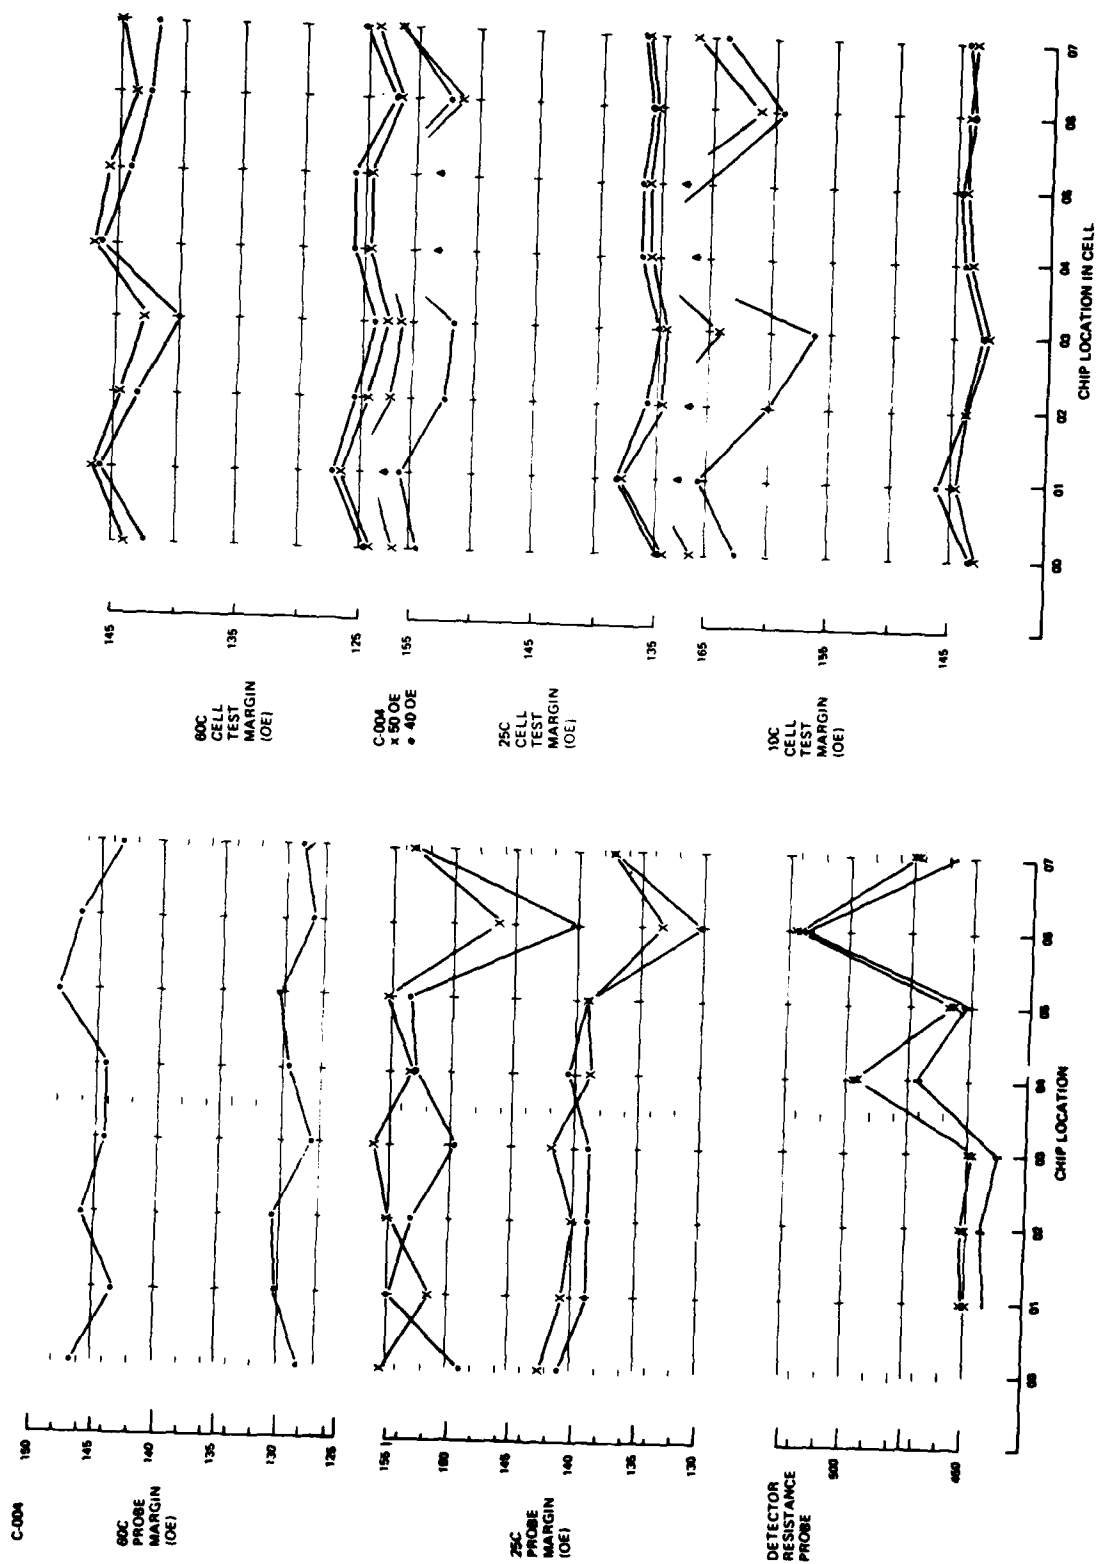 C-004
60C
PROBE
MARGIN
(OE)
150
145
140
135
130
125
25C
PROBE
MARGIN
(OE)
155
150
145
140
135
130
DETECTOR
RESISTANCE
PROBE
500
450
00
01
02
03
04
05
06
07
CHIP LOCATION
60C
CELL
TEST
MARGIN
(OE)
145
135
125
C-004
x 50 OE
• 40 OE
25C
CELL
TEST
MARGIN
(OE)
155
145
135
10C
CELL
TEST
MARGIN
(OE)
165
155
145
00
01
02
03
04
05
06
07
CHIP LOCATION IN CELL